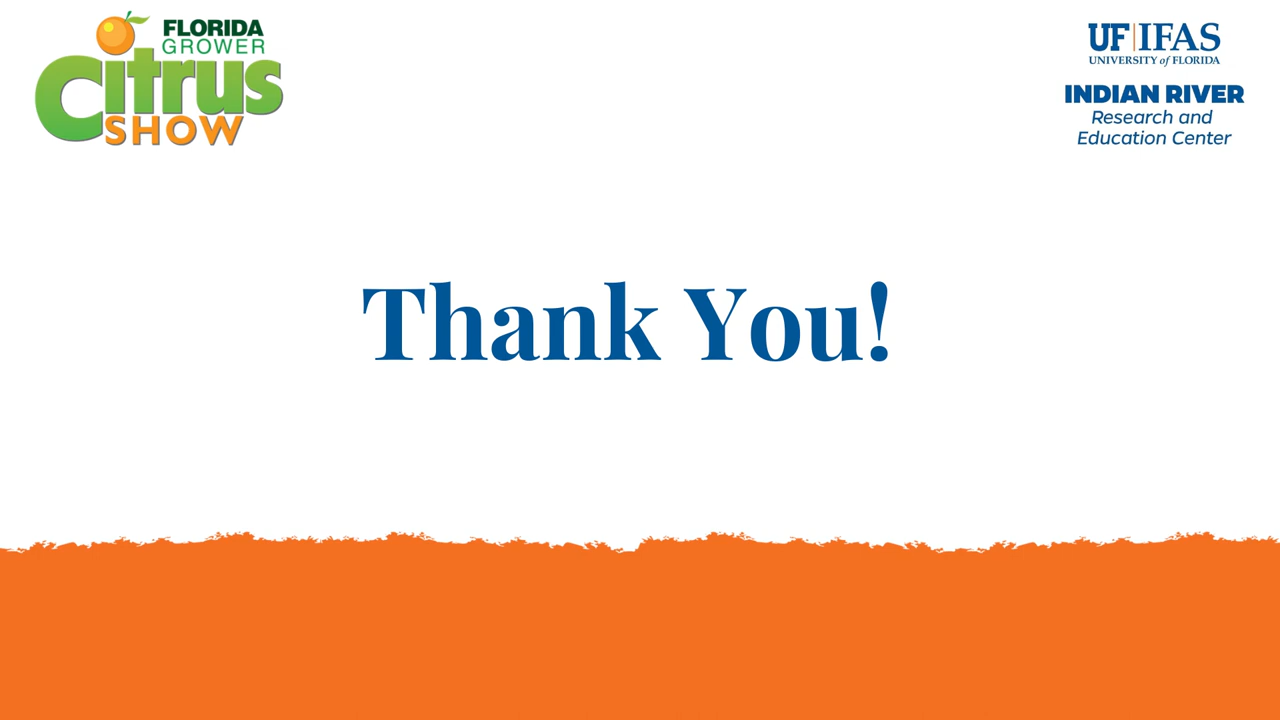 FLORIDA
GROWER
Citrus
SHOW
UF|IFAS
UNIVERSITY of FLORIDA
INDIAN RIVER
Research and
Education Center
Thank You!